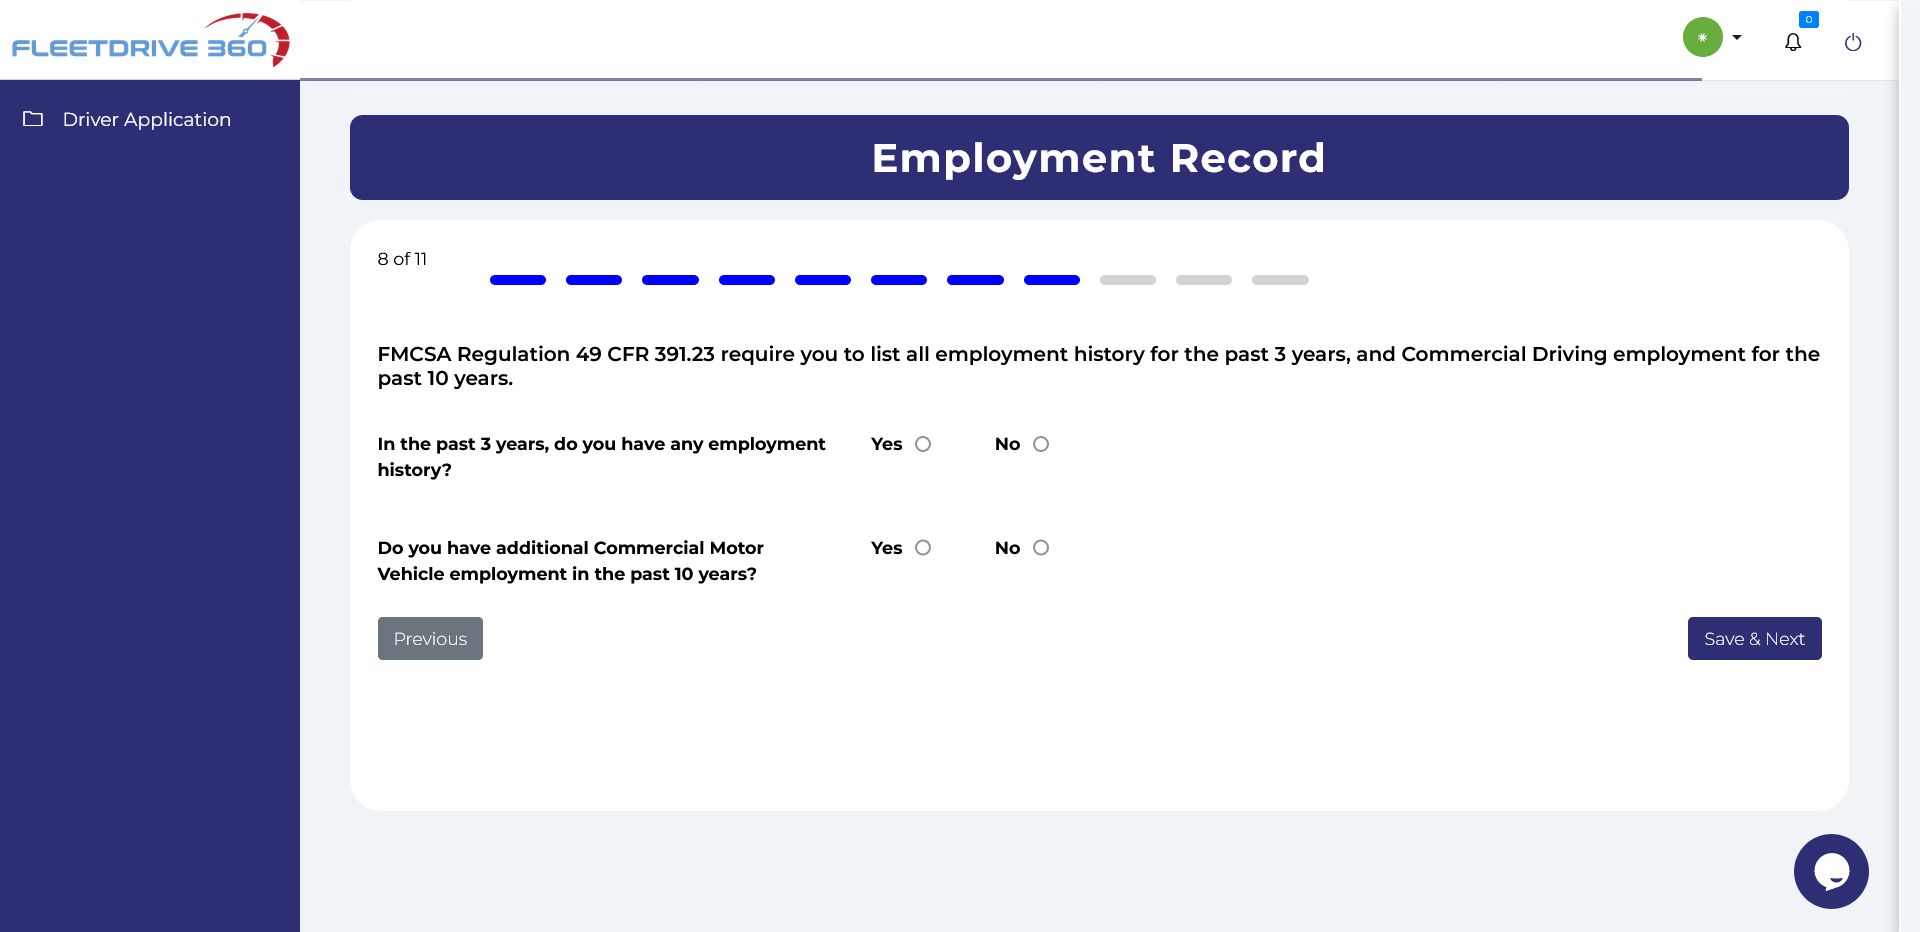 FLEETDRIVE 360
0
Driver Application
Employment Record
8 of 11
FMCSA Regulation 49 CFR 391.23 require you to list all employment history for the past 3 years, and Commercial Driving employment for the
past 10 years.
In the past 3 years, do you have any employment
history?
Yes
No
Do you have additional Commercial Motor
Vehicle employment in the past 10 years?
Yes
No
Previous
Save & Next